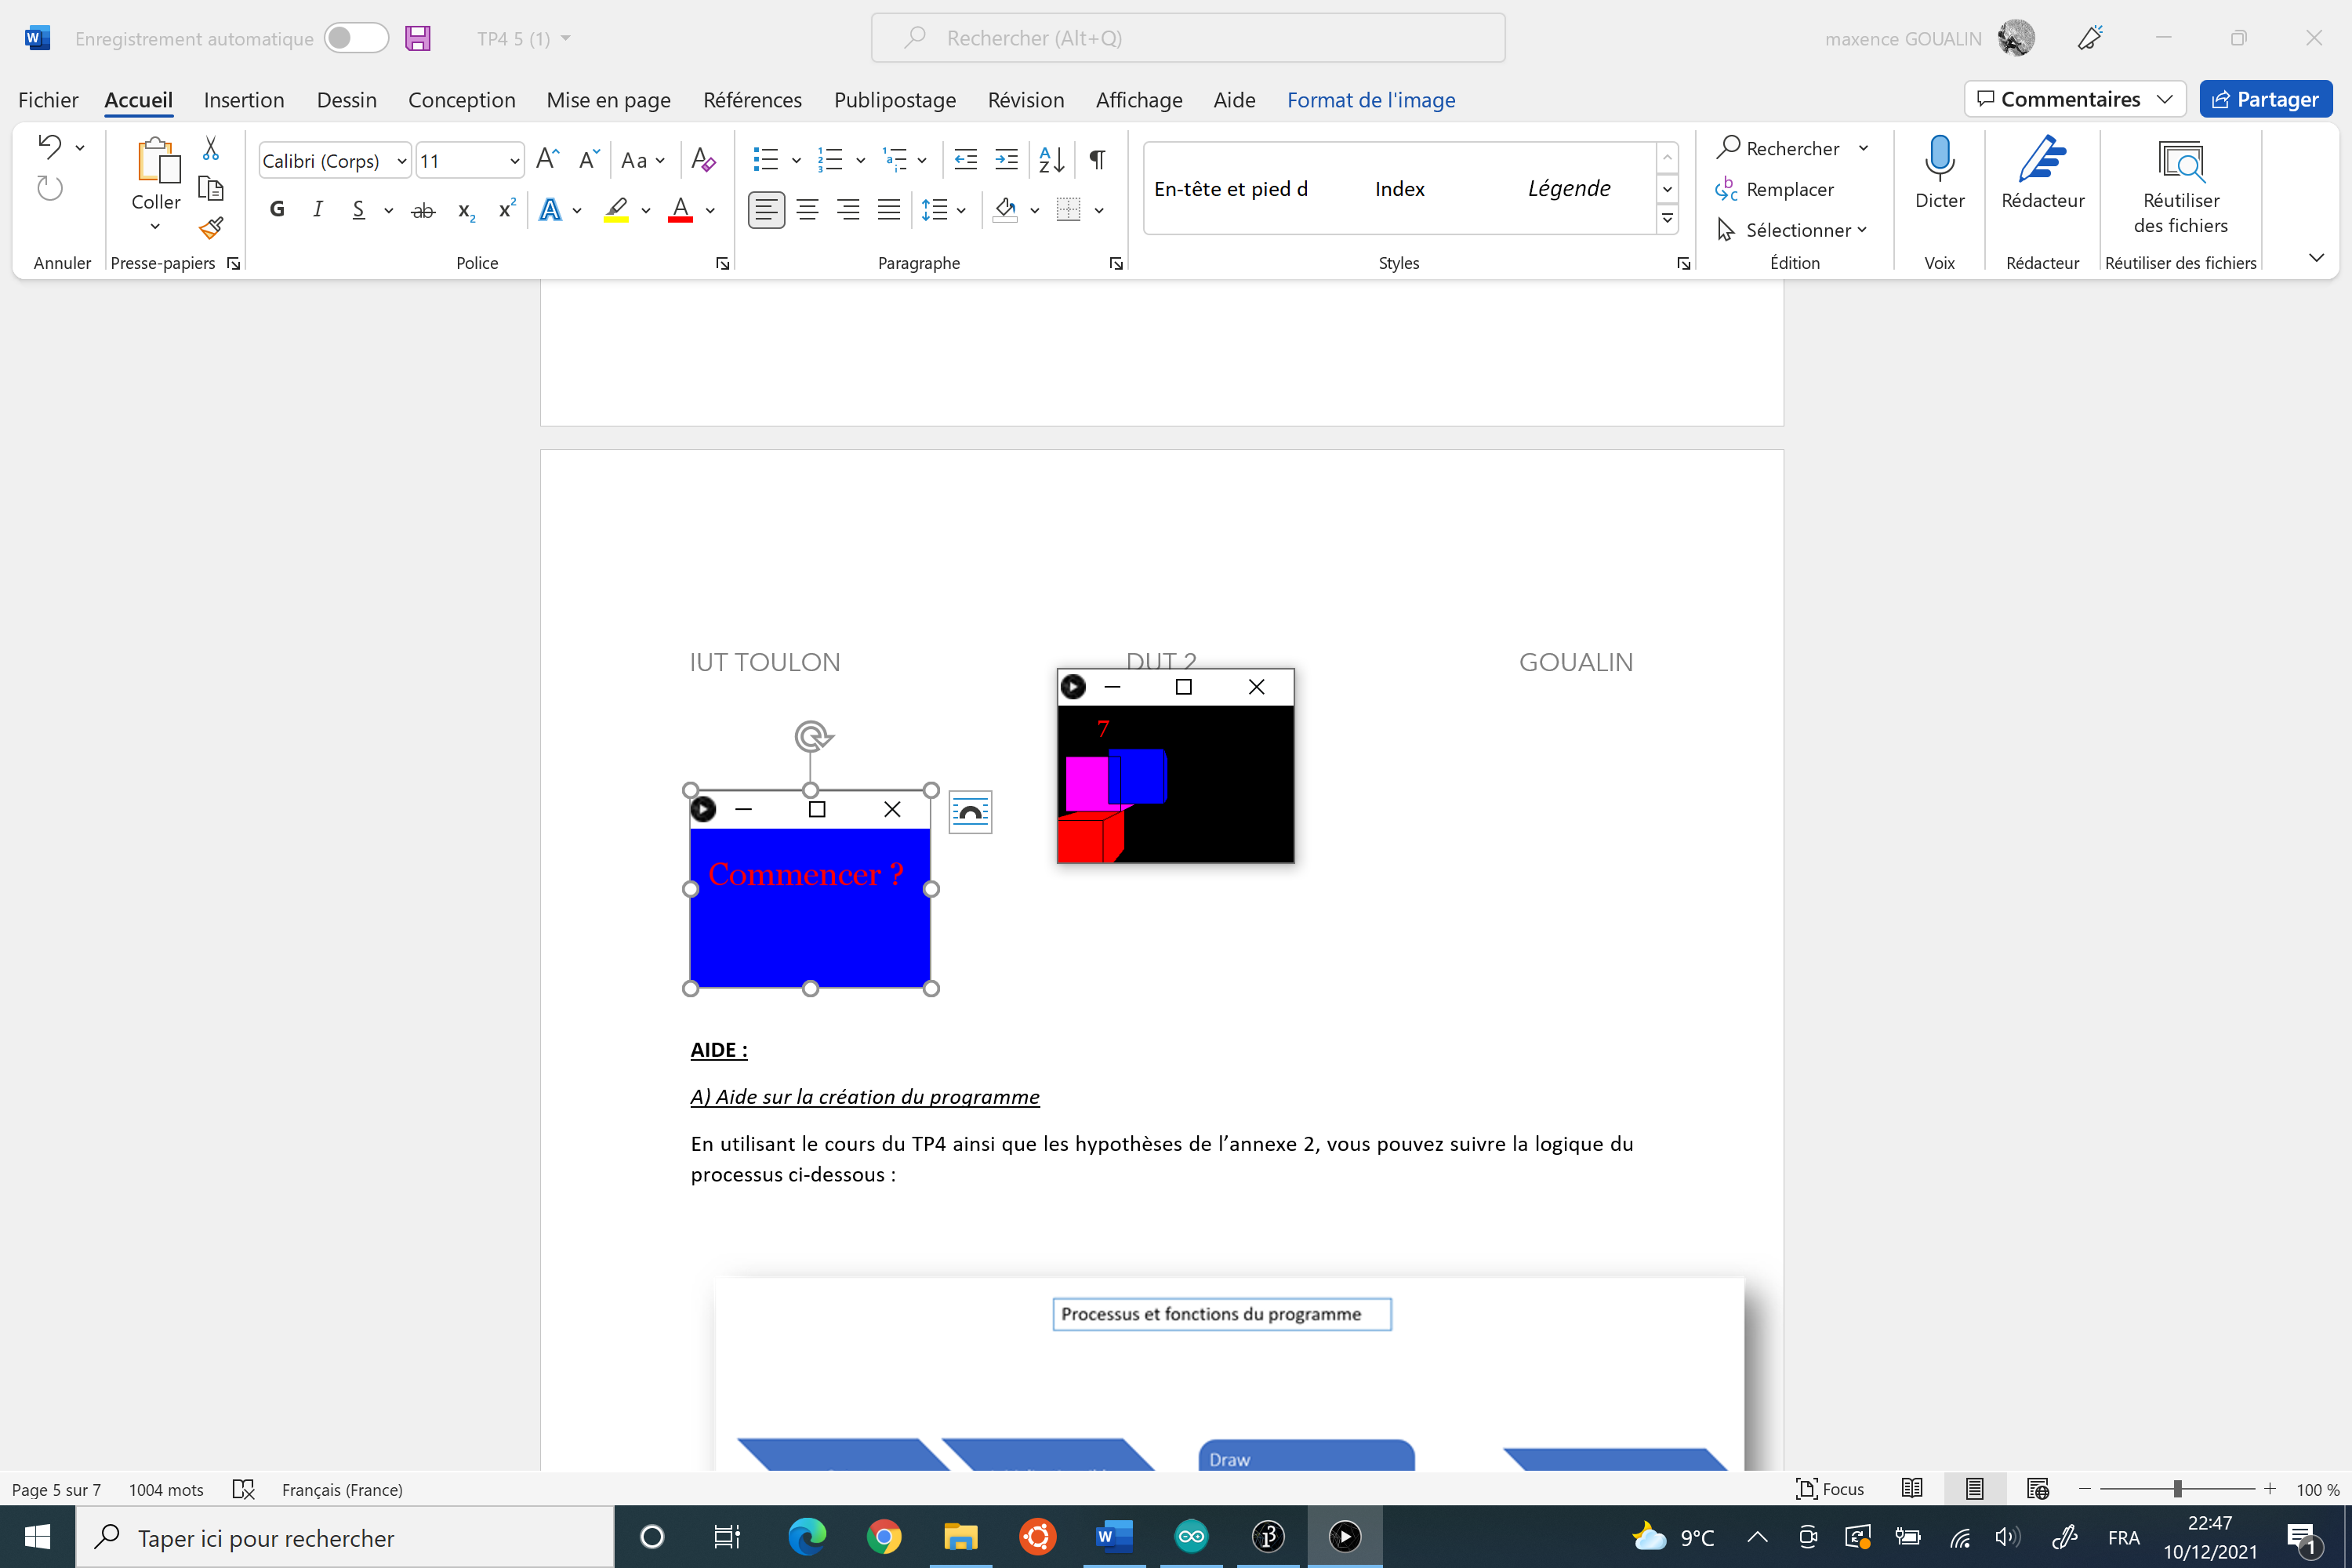 Enregistrement automatique
TP4 5 (1)
Rechercher (Alt+Q)
maxence GOUALIN
Fichier Accueil Insertion Dessin Conception Mise en page Références Publipostage Révision Affichage Aide Format de l'image
Commentaires
Partager
Coller
Calibri (Corps)
11
En-tête et pied d
Index
Légende
Rechercher
Remplacer
Sélectionner
Dicter
Rédacteur
Réutiliser
des fichiers
Annuler
Presse-papiers
Police
Paragraphe
Styles
Édition
Voix
Rédacteur
Réutiliser des fichiers
IUT TOULON
DUT 2
GOUALIN
7
Commencer ?
AIDE :
A) Aide sur la création du programme
En utilisant le cours du TP4 ainsi que les hypothèses de l’annexe 2, vous pouvez suivre la logique du
processus ci-dessous :
Processus et fonctions du programme
Draw
Page 5 sur 7
1004 mots
Français (France)
Focus
100 %
Taper ici pour rechercher
9°C
FRA
22:47
10/12/2021
1